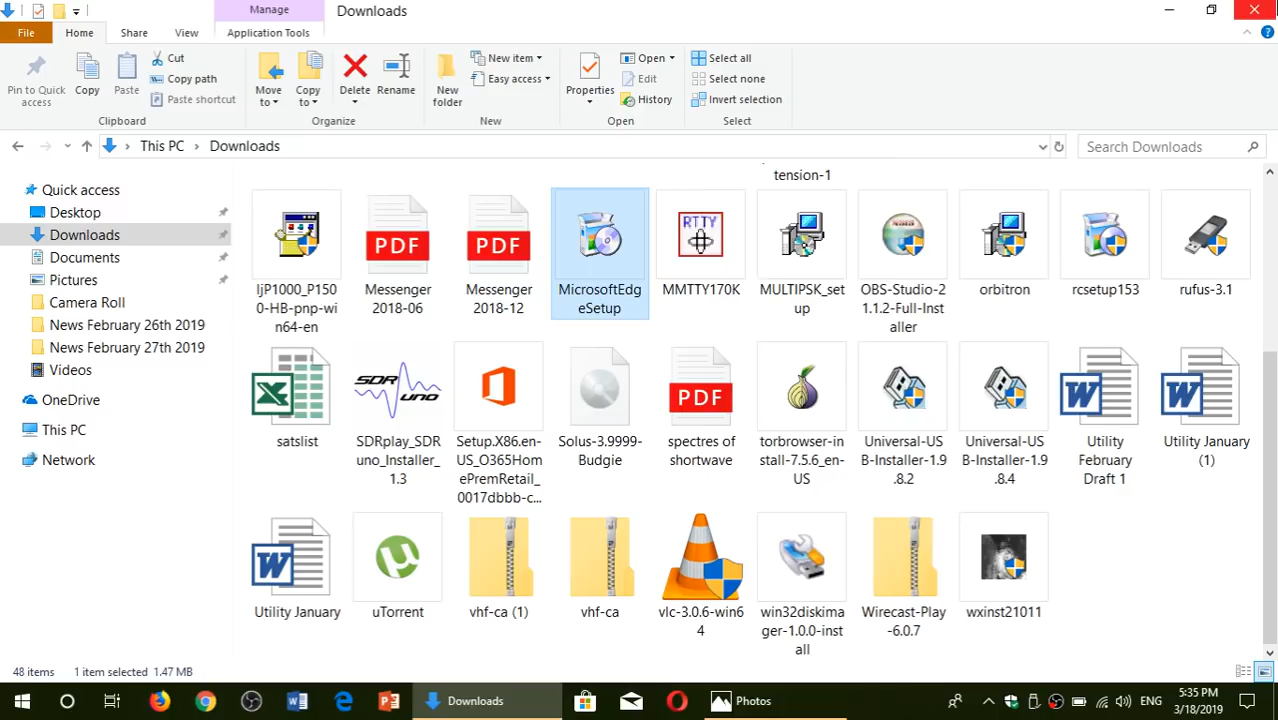 Manage
Downloads
File
Home
Share
View
Application Tools
Pin to Quick
access
Copy
Paste
Cut
Copy path
Paste shortcut
Clipboard
Move
to
Copy
to
Delete
Rename
Organize
New
folder
New item
Easy access
New
Properties
Open
Edit
History
Open
Select all
Select none
Invert selection
Select
This PC
Downloads
Search Downloads
Quick access
Desktop
Downloads
Documents
Pictures
Camera Roll
News February 26th 2019
News February 27th 2019
Videos
OneDrive
This PC
Network
tension-1
ljP1000_P150
0-HB-pnp-wi
n64-en
PDF
Messenger
2018-06
PDF
Messenger
2018-12
MicrosoftEdg
eSetup
RTTY
MMTTY170K
MULTIPSK_set
up
OBS-Studio-2
1.1.2-Full-Inst
aller
orbitron
rcsetup153
rufus-3.1
satslist
SDR
UNO
SDRplay_SDR
uno_Installer_
1.3
Setup.X86.en-
US_O365Hom
ePremRetail_
0017dbbb-c...
Solus-3.9999-
Budgie
PDF
spectres of
shortwave
torbrowser-in
stall-7.5.6_en-
US
Universal-US
B-Installer-1.9
.8.2
Universal-US
B-Installer-1.9
.8.4
W
Utility
February
Draft 1
W
Utility January
(1)
W
Utility January
uTorrent
vhf-ca (1)
vhf-ca
vlc-3.0.6-win6
4
win32diskima
ger-1.0.0-inst
all
Wirecast-Play
-6.0.7
wxinst21011
48 items
1 item selected 1.47 MB
Downloads
Photos
ENG
5:35 PM
3/18/2019